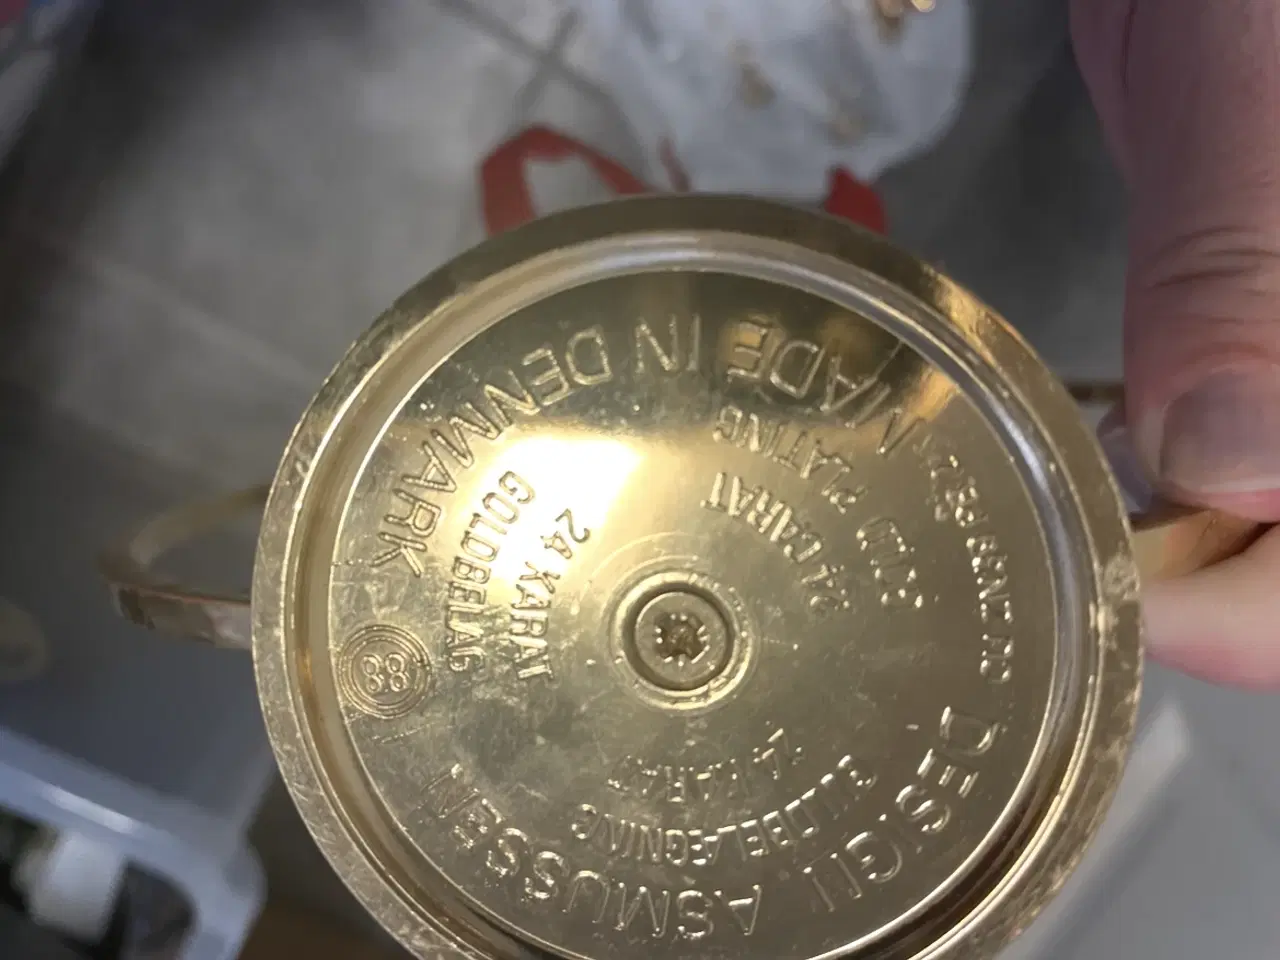 MADE IN DENMARK
24 CARAT
GOLD PLATING
24 KARAT
GOLDBELAG
24 KARAT
GULDBELÆGNING
88
DESIGN ASMUSSEN